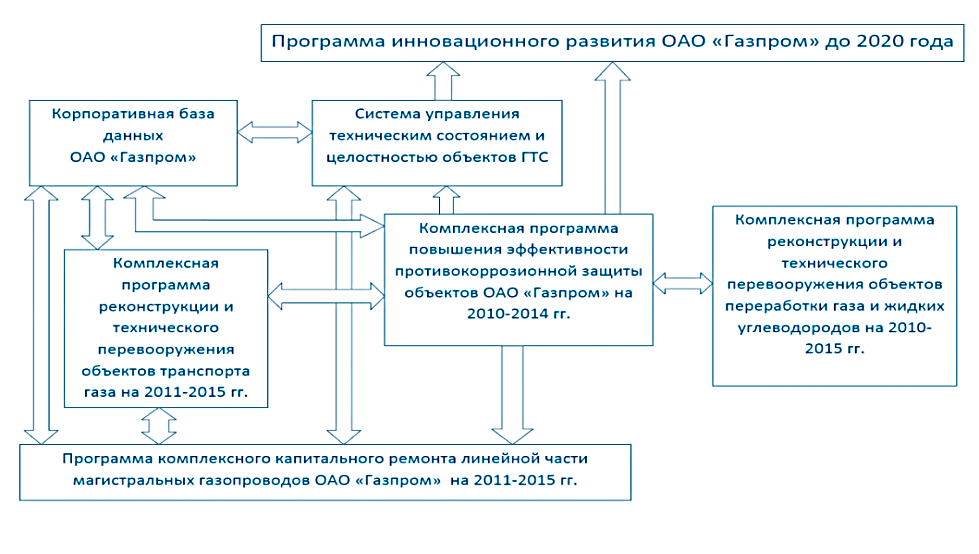 Программа инновационного развития ОАО «Газпром» до 2020 года
Корпоративная база
данных
ОАО «Газпром»
Система управления
техническим состоянием и
целостностью объектов ГТС
Комплексная программа
повышения эффективности
противокоррозионной защиты
объектов ОАО «Газпром» на
2010-2014 гг.
Комплексная программа
реконструкции и
технического
перевооружения объектов
переработки газа и жидких
углеводородов на 2010-
2015 гг.
Комплексная
программа
реконструкции и
технического
перевооружения
объектов транспорта
газа на 2011-2015 гг.
Программа комплексного капитального ремонта линейной части
магистральных газопроводов ОАО «Газпром» на 2011-2015 гг.